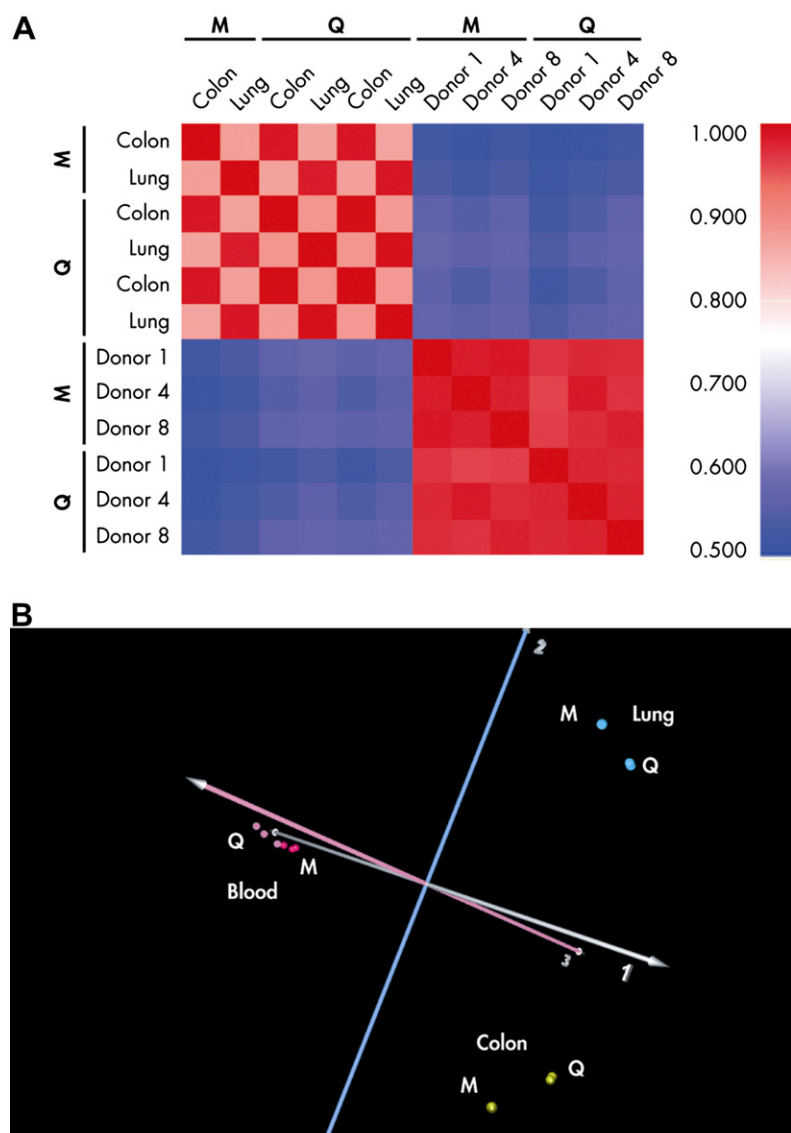 A
M Q M Q
Colon Lung Colon Lung Colon Lung Donor 1 Donor 4 Donor 8 Donor 1 Donor 4 Donor 8
M
Colon
Lung
Q
Colon
Lung
Colon
Lung
M
Donor 1
Donor 4
Donor 8
Q
Donor 1
Donor 4
Donor 8
1.000
0.900
0.800
0.700
0.600
0.500
B
2
M Lung
Q
Q
M
Blood
3
1
Colon
Q
M